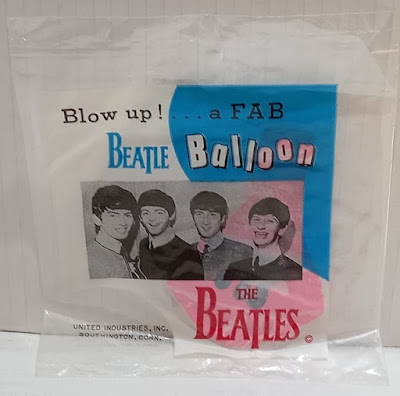 Blow up! . . . a FAB
BEATLE Balloon
THE
BEATLES
UNITED INDUSTRIES, INC.
SOUTHINGTON, CONN.
©